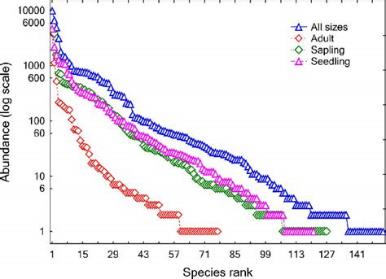 10000
6000
1000
600
100
60
10
6
1
Abundance (log scale)
All sizes
Adult
Sapling
Seedling
1 15 29 43 57 71 85 99 113 127 141
Species rank